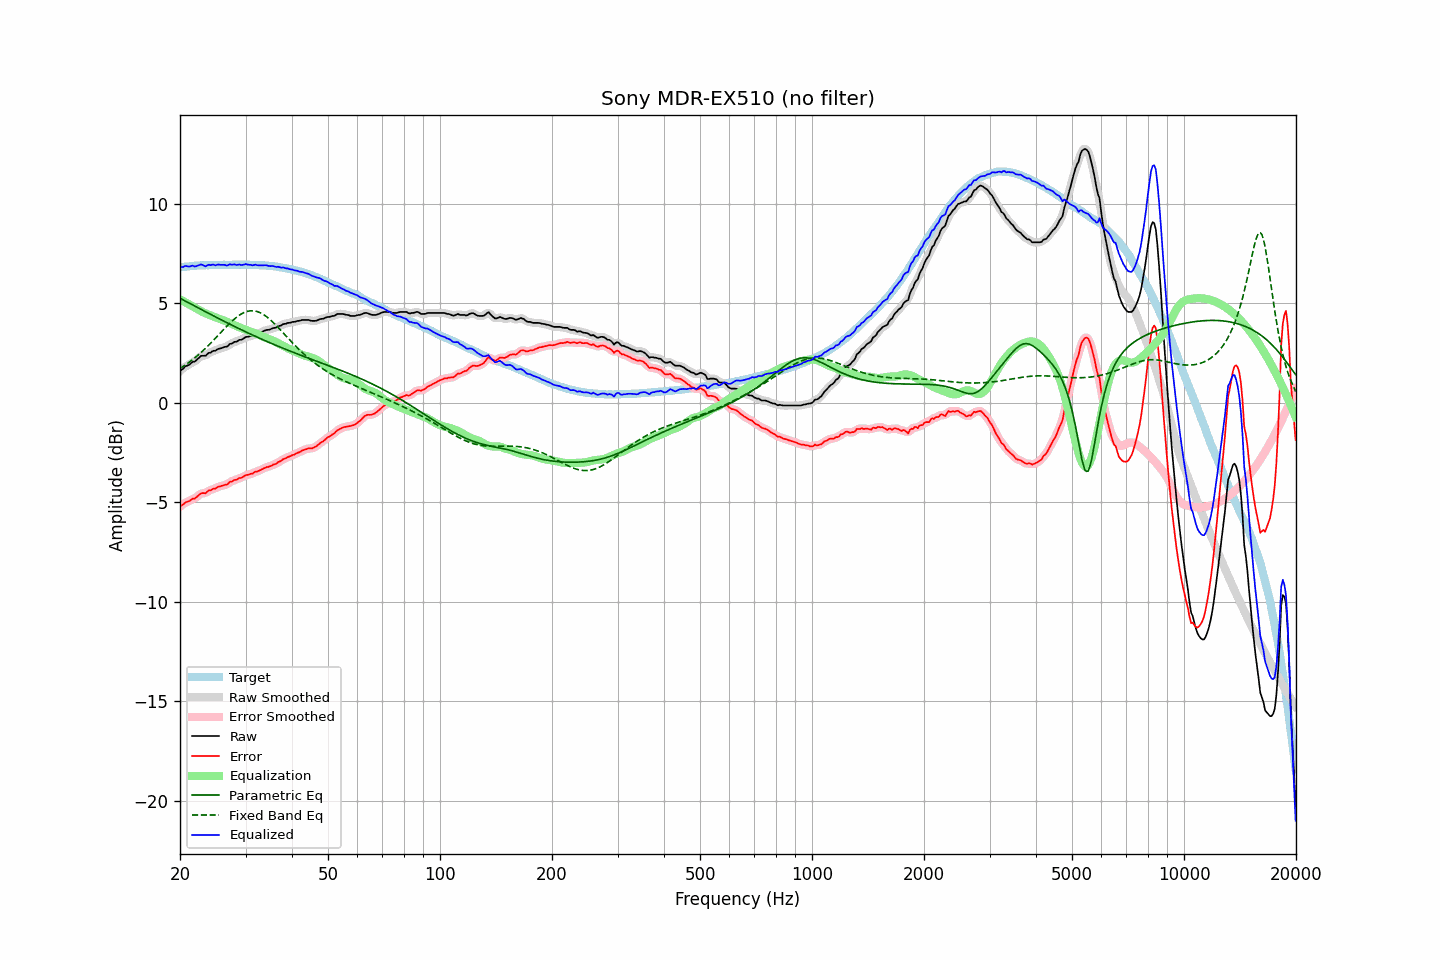 Sony MDR-EX510 (no filter)
Amplitude (dBr)
10
5
0
−5
−10
−15
−20
Target
Raw Smoothed
Error Smoothed
Raw
Error
Equalization
Parametric Eq
Fixed Band Eq
Equalized
20 50 100 200 500 1000 2000 5000 10000 20000
Frequency (Hz)